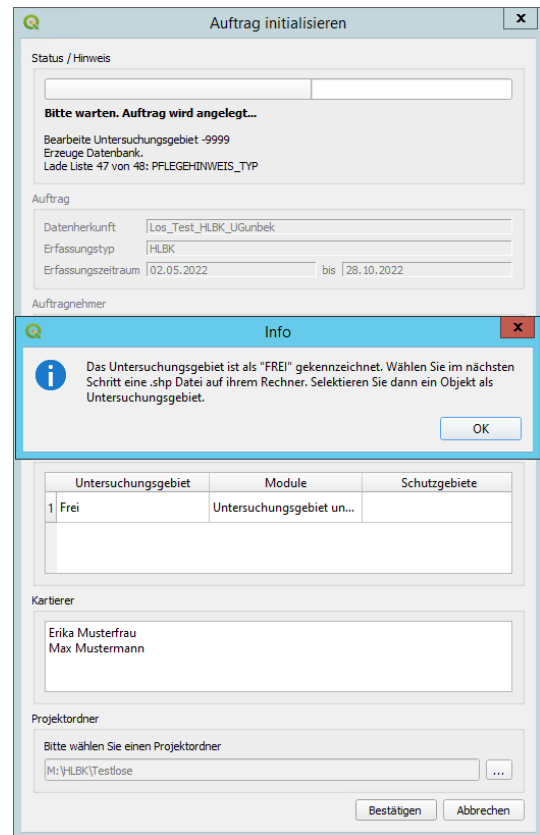 Auftrag initialisieren
x
Status / Hinweis
Bitte warten. Auftrag wird angelegt...
Bearbeite Untersuchungsgebiet -9999
Erzeuge Datenbank.
Lade Liste 47 von 48: PFLEGEHINWEIS_TYP
Auftrag
Datenherkunft Los_Test_HLBK_UGunbek
Erfassungstyp HLBK
Erfassungszeitraum 02.05.2022 bis 28.10.2022
Auftragnehmer
Info
x
Das Untersuchungsgebiet ist als "FREI" gekennzeichnet. Wählen Sie im nächsten
Schritt eine .shp Datei auf ihrem Rechner. Selektieren Sie dann ein Objekt als
Untersuchungsgebiet.
OK
Untersuchungsgebiet Module Schutzgebiete
1 Frei Untersuchungsgebiet un...
Kartierer
Erika Musterfrau
Max Mustermann
Projektordner
Bitte wählen Sie einen Projektordner
M:\HLBK\Testlose ...
Bestätigen Abbrechen